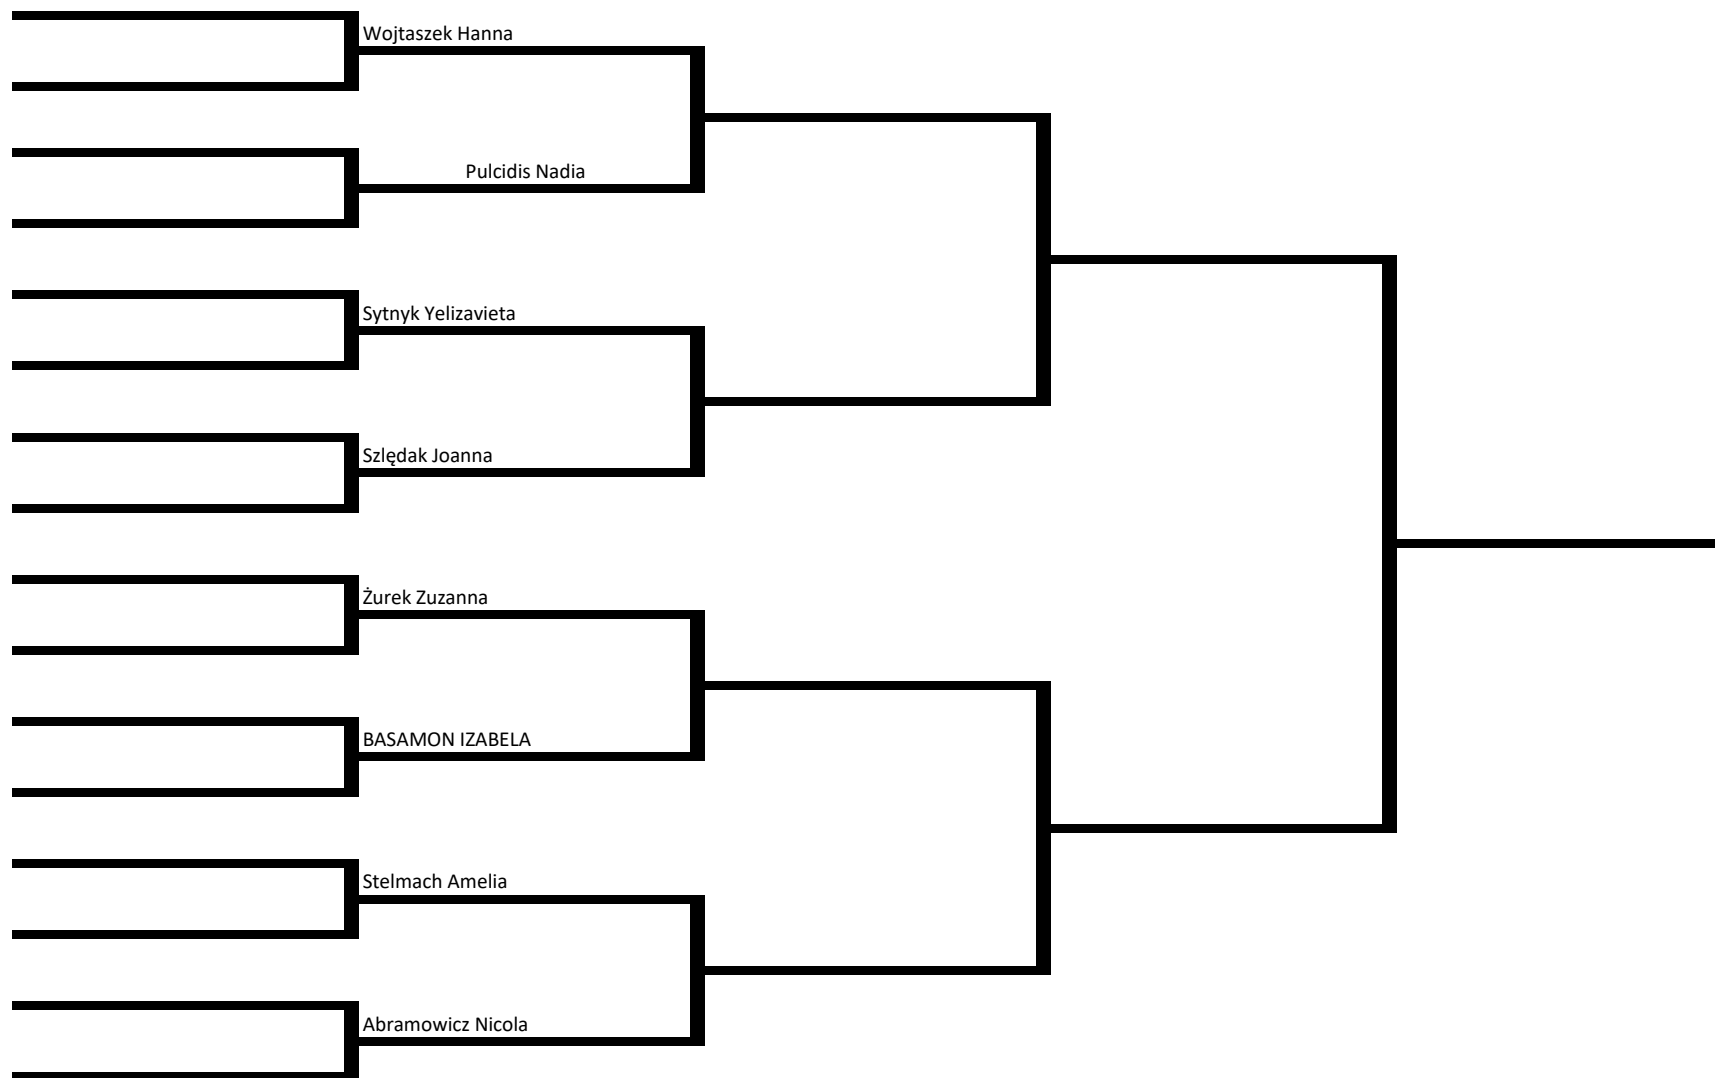 Wojtaszek Hanna
Pulcidis Nadia
Sytnyk Yelizavieta
Szlędak Joanna
Żurek Zuzanna
BASAMON IZABELA
Stelmach Amelia
Abramowicz Nicola